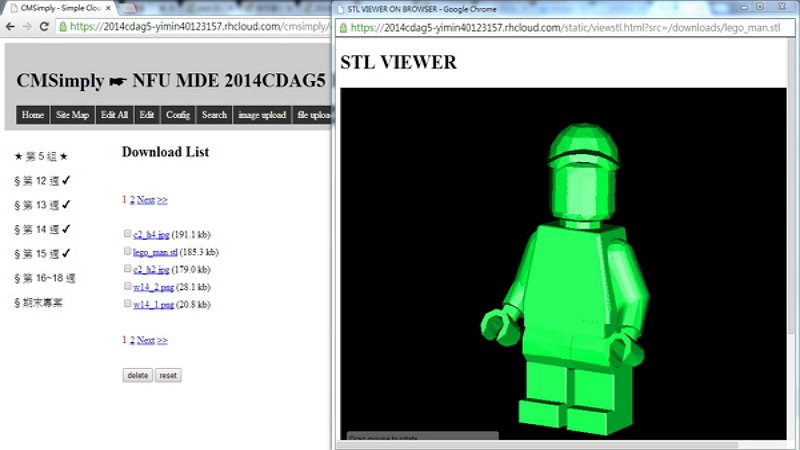 CMSimply - Simple Clou
https://2014cdag5-yimin40123157.rhcloud.com/cmsimply/
CMSimply ☛ NFU MDE 2014CDAG5
Home Site Map Edit All Edit Config Search image upload file uploa
★ 第 5 組 ★
§ 第 12 週 ✔
§ 第 13 週 ✔
§ 第 14 週 ✔
§ 第 15 週 ✔
§ 第 16~18 週
§ 期末專案
Download List
1 2 Next >>
c2_h4.jpg (191.1 kb)
lego_man.stl (185.3 kb)
c2_h2.jpg (179.0 kb)
w14_2.png (28.1 kb)
w14_1.png (20.8 kb)
1 2 Next >>
delete reset
STL VIEWER ON BROWSER - Google Chrome
https://2014cdag5-yimin40123157.rhcloud.com/static/viewstl.html?src=/downloads/lego_man.stl
STL VIEWER
Drag mouse to rotate